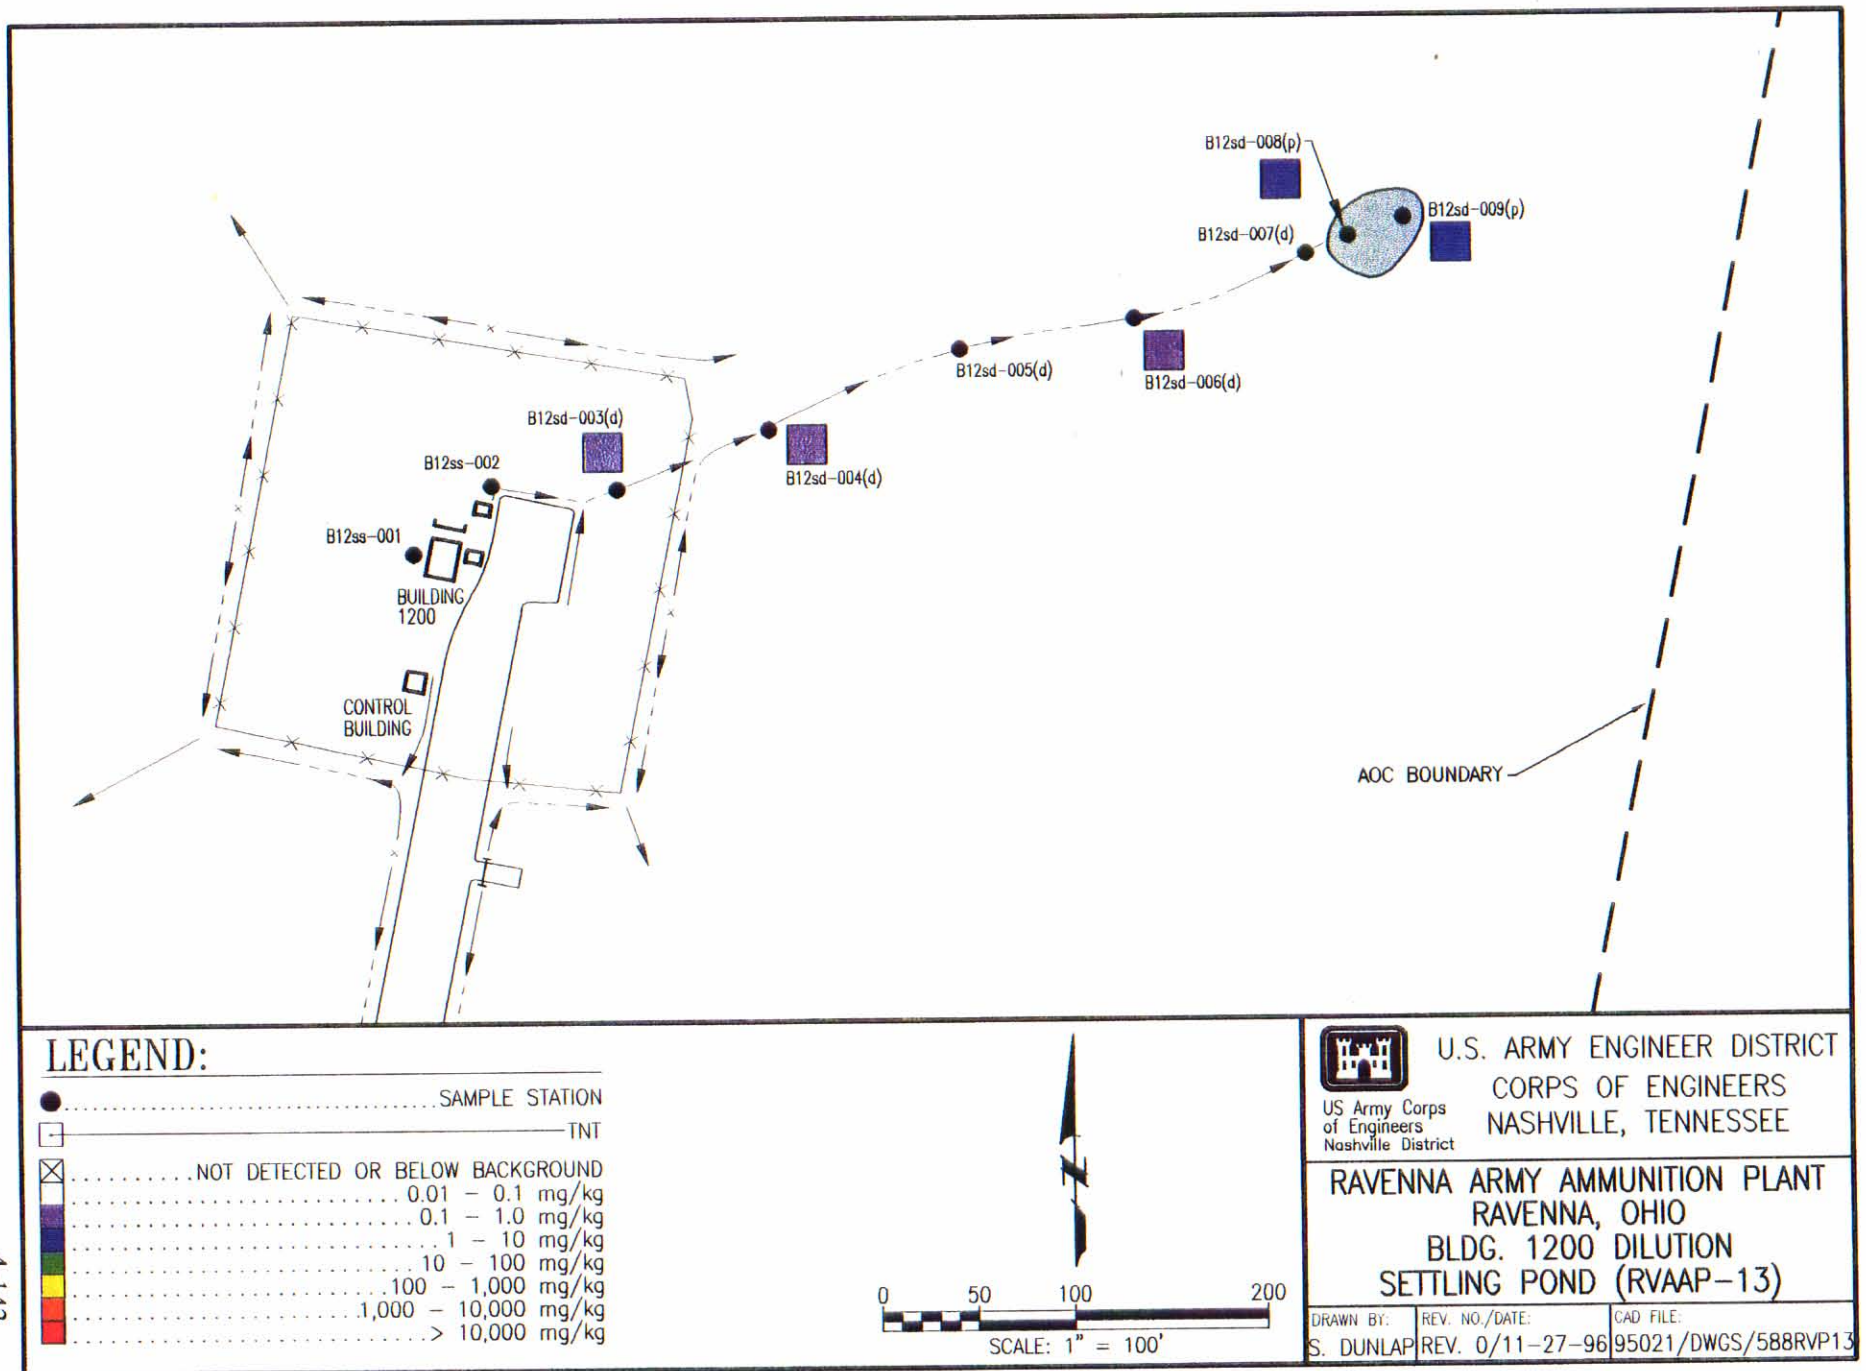 B12sd-008(p)
B12sd-009(p)
B12sd-007(d)
B12sd-006(d)
B12sd-005(d)
B12sd-003(d)
B12sd-004(d)
B12ss-002
B12ss-001
BUILDING
1200
CONTROL
BUILDING
AOC BOUNDARY
LEGEND:
SAMPLE STATION
TNT
NOT DETECTED OR BELOW BACKGROUND
0.01 - 0.1 mg/kg
0.1 - 1.0 mg/kg
1 - 10 mg/kg
10 - 100 mg/kg
100 - 1,000 mg/kg
1,000 - 10,000 mg/kg
> 10,000 mg/kg
N
0 50 100 200
SCALE: 1" = 100'
US Army Corps
of Engineers
Nashville District
U.S. ARMY ENGINEER DISTRICT
CORPS OF ENGINEERS
NASHVILLE, TENNESSEE
RAVENNA ARMY AMMUNITION PLANT
RAVENNA, OHIO
BLDG. 1200 DILUTION
SETTLING POND (RVAAP-13)
DRAWN BY:
S. DUNLAP
REV. NO./DATE:
REV. 0/11-27-96
CAD FILE:
95021/DWGS/588RVP13